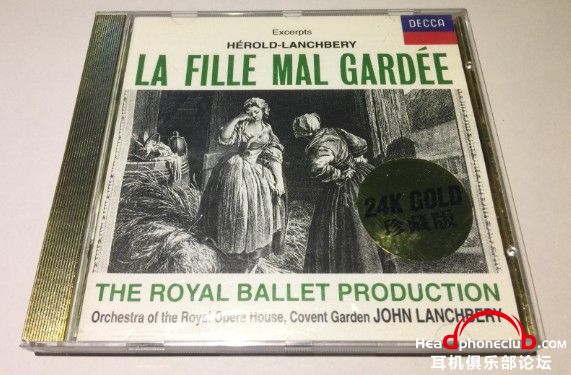 Excerpts
DECCA
HÉROLD-LANCHBERY
LA FILLE MAL GARDÉE
24K GOLD
珍藏版
THE ROYAL BALLET PRODUCTION
Orchestra of the Royal Opera House, Covent Garden JOHN LANCHBERY
Headphoneclub.com
耳机俱乐部论坛